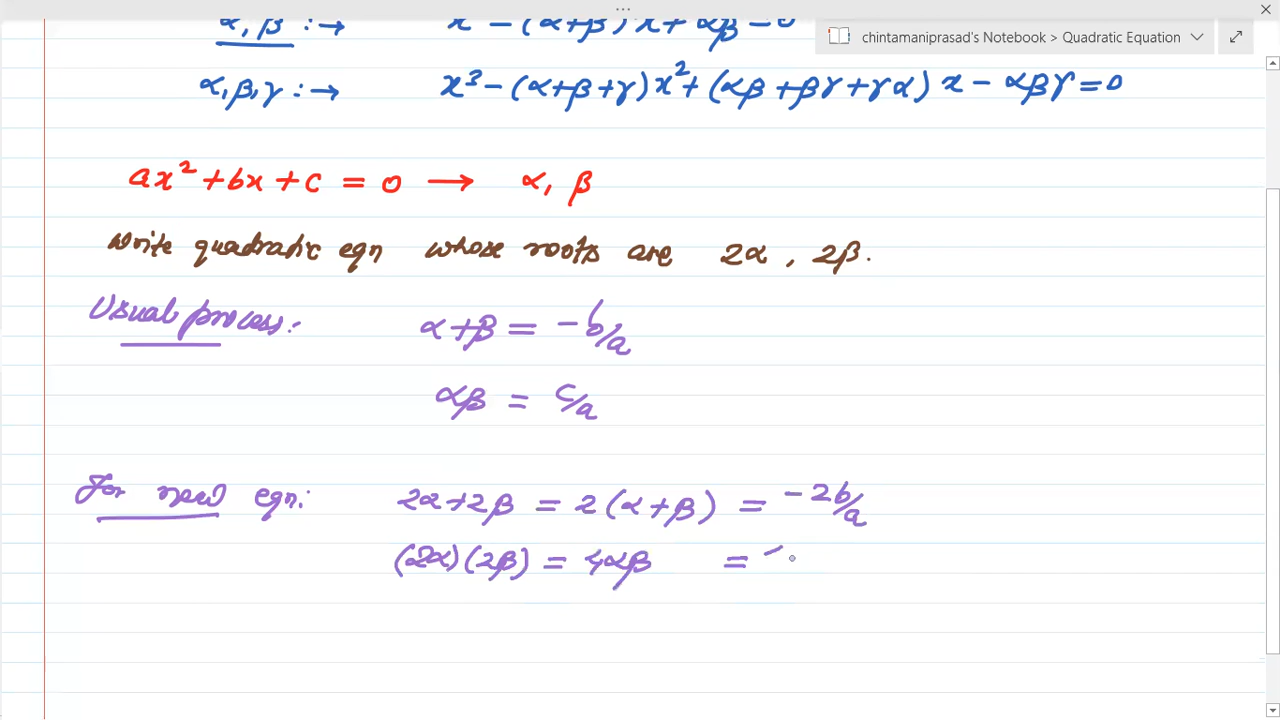 α, β :→ x² − (α+β) x + αβ = 0
chintamaniprasad's Notebook > Quadratic Equation
α, β, γ :→ x³ − (α+β+γ) x² + (αβ + βγ + γα) x − αβγ = 0
ax² + bx + c = 0 → α, β
Write quadratic eqn whose roots are 2α , 2β.
Usual process: α+β = −b/a
αβ = c/a
For new eqn: 2α+2β = 2(α+β) = −2b/a
(2α)(2β) = 4αβ =